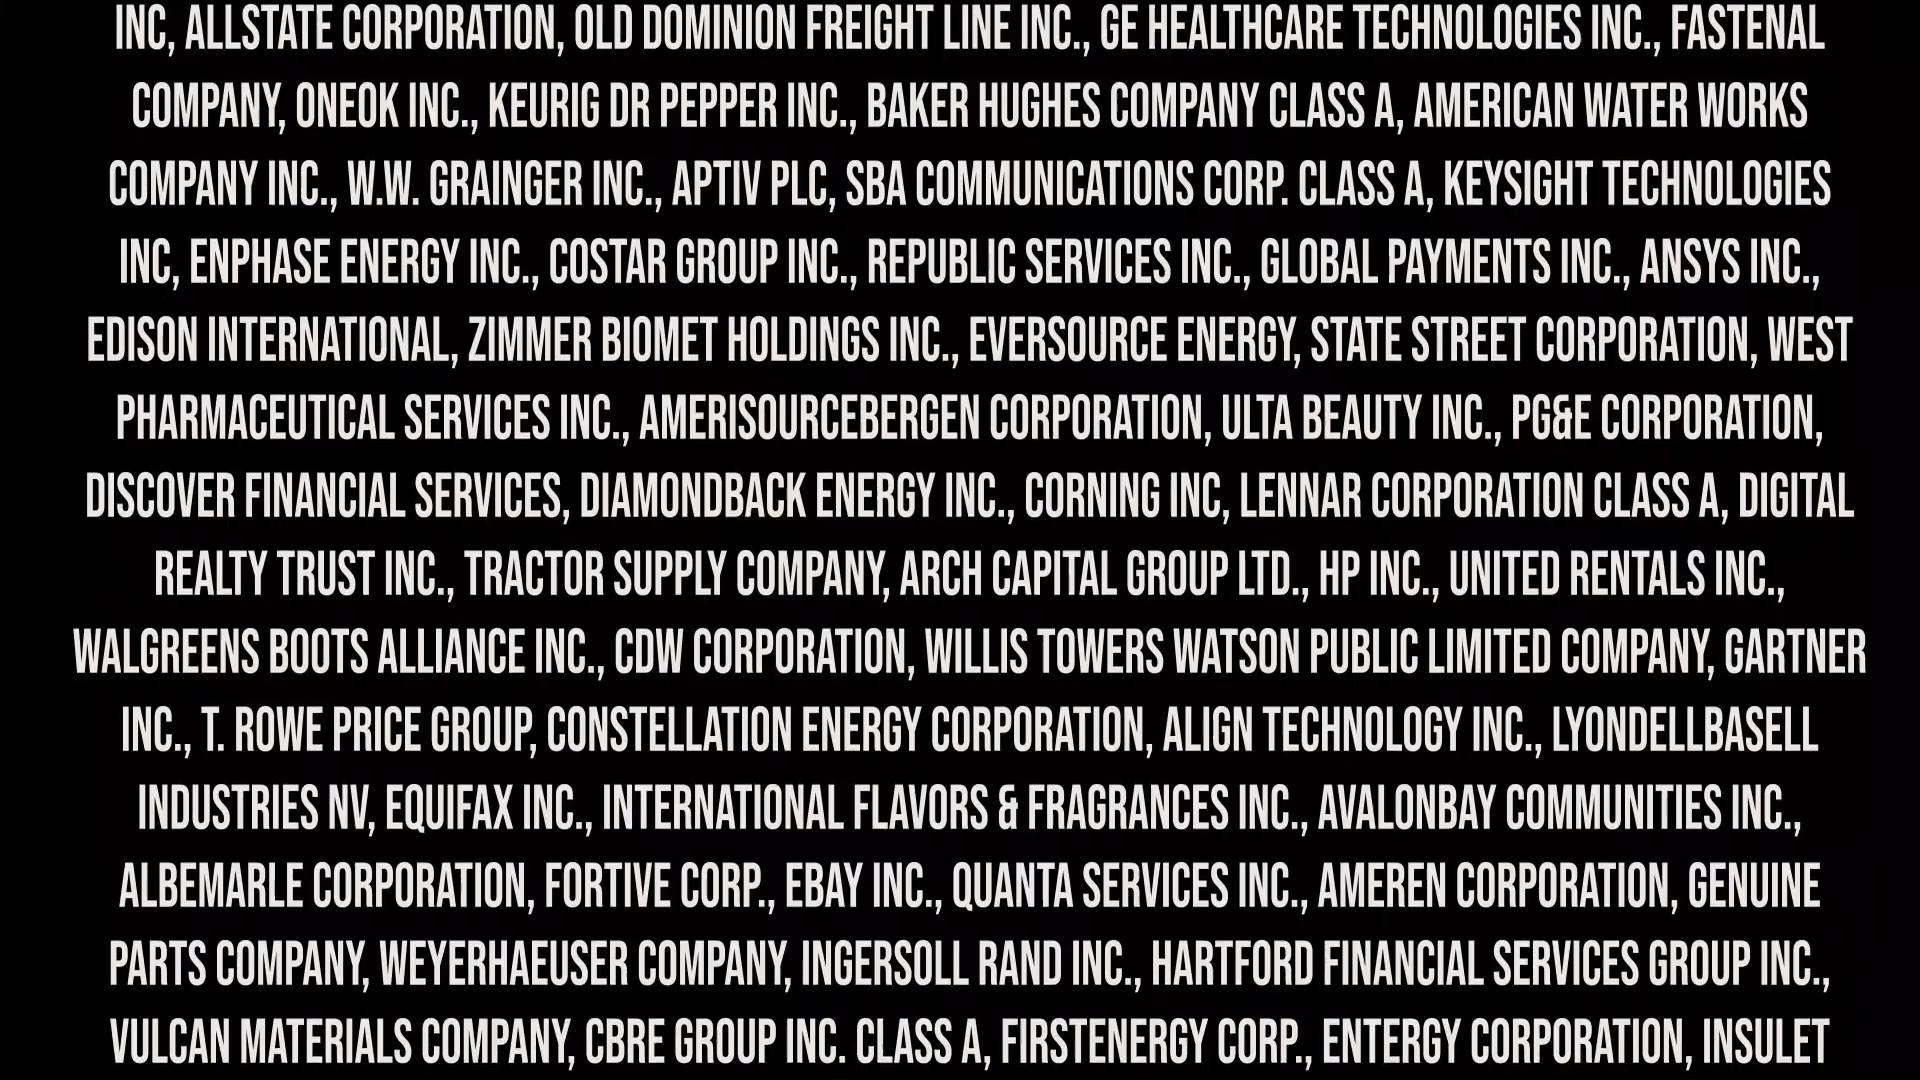 INC, ALLSTATE CORPORATION, OLD DOMINION FREIGHT LINE INC., GE HEALTHCARE TECHNOLOGIES INC., FASTENAL
COMPANY, ONEOK INC., KEURIG DR PEPPER INC., BAKER HUGHES COMPANY CLASS A, AMERICAN WATER WORKS
COMPANY INC., W.W. GRAINGER INC., APTIV PLC, SBA COMMUNICATIONS CORP. CLASS A, KEYSIGHT TECHNOLOGIES
INC, ENPHASE ENERGY INC., COSTAR GROUP INC., REPUBLIC SERVICES INC., GLOBAL PAYMENTS INC., ANSYS INC.,
EDISON INTERNATIONAL, ZIMMER BIOMET HOLDINGS INC., EVERSOURCE ENERGY, STATE STREET CORPORATION, WEST
PHARMACEUTICAL SERVICES INC., AMERISOURCEBERGEN CORPORATION, ULTA BEAUTY INC., PG&E CORPORATION,
DISCOVER FINANCIAL SERVICES, DIAMONDBACK ENERGY INC., CORNING INC, LENNAR CORPORATION CLASS A, DIGITAL
REALTY TRUST INC., TRACTOR SUPPLY COMPANY, ARCH CAPITAL GROUP LTD., HP INC., UNITED RENTALS INC.,
WALGREENS BOOTS ALLIANCE INC., CDW CORPORATION, WILLIS TOWERS WATSON PUBLIC LIMITED COMPANY, GARTNER
INC., T. ROWE PRICE GROUP, CONSTELLATION ENERGY CORPORATION, ALIGN TECHNOLOGY INC., LYONDELLBASELL
INDUSTRIES NV, EQUIFAX INC., INTERNATIONAL FLAVORS & FRAGRANCES INC., AVALONBAY COMMUNITIES INC.,
ALBEMARLE CORPORATION, FORTIVE CORP., EBAY INC., QUANTA SERVICES INC., AMEREN CORPORATION, GENUINE
PARTS COMPANY, WEYERHAEUSER COMPANY, INGERSOLL RAND INC., HARTFORD FINANCIAL SERVICES GROUP INC.,
VULCAN MATERIALS COMPANY, CBRE GROUP INC. CLASS A, FIRSTENERGY CORP., ENTERGY CORPORATION, INSULET